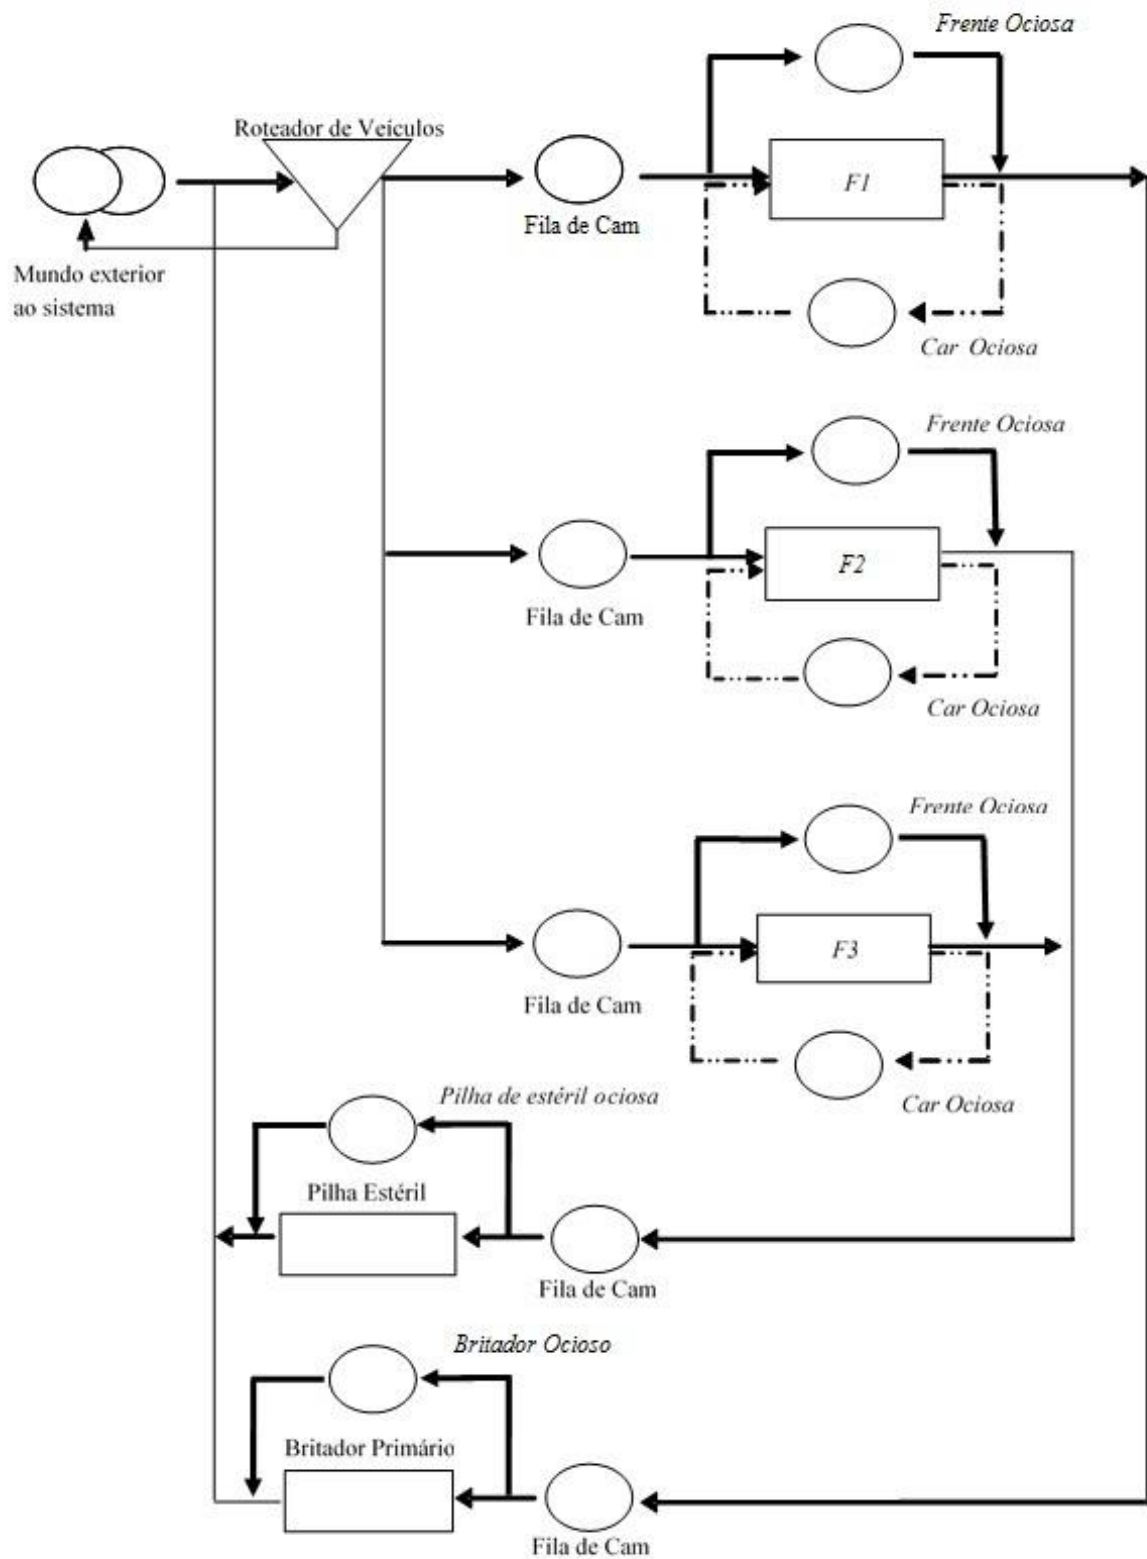 Frente Ociosa
Roteador de Veículos
F1
Fila de Cam
Mundo exterior
ao sistema
Car Ociosa
Frente Ociosa
F2
Fila de Cam
Car Ociosa
Frente Ociosa
F3
Fila de Cam
Pilha de estéril ociosa
Car Ociosa
Pilha Estéril
Fila de Cam
Britador Ocioso
Britador Primário
Fila de Cam